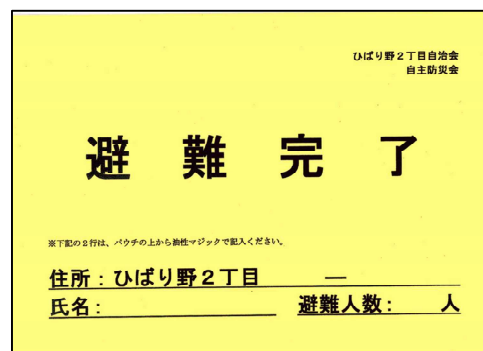 ひばり野２丁目自治会
自主防災会
避難完了
※下記の２行は、パウチの上から油性マジックで記入ください。
住所：ひばり野２丁目　　　―
氏名：　　　　　　　　避難人数：　　人